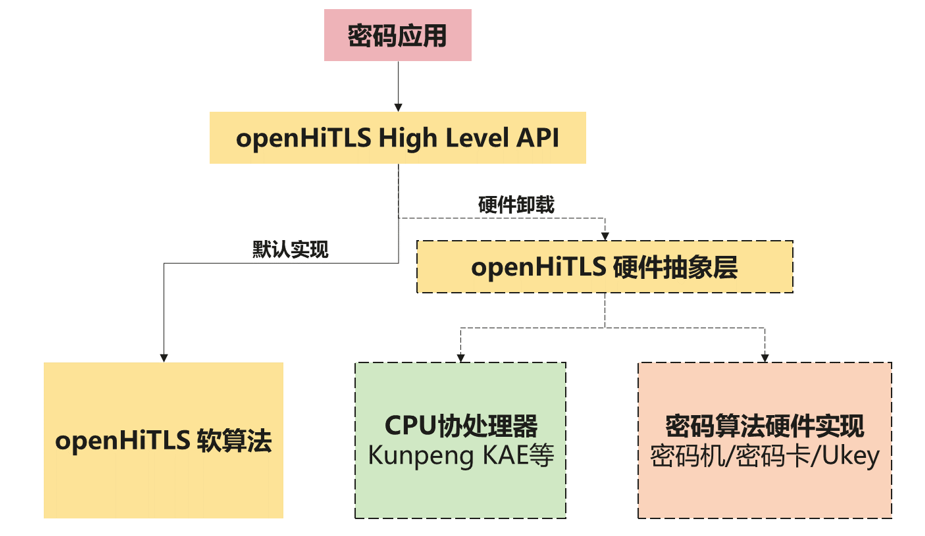 密码应用
openHiTLS High Level API
硬件卸载
默认实现
openHiTLS 硬件抽象层
openHiTLS 软算法
CPU协处理器
Kunpeng KAE等
密码算法硬件实现
密码机/密码卡/Ukey